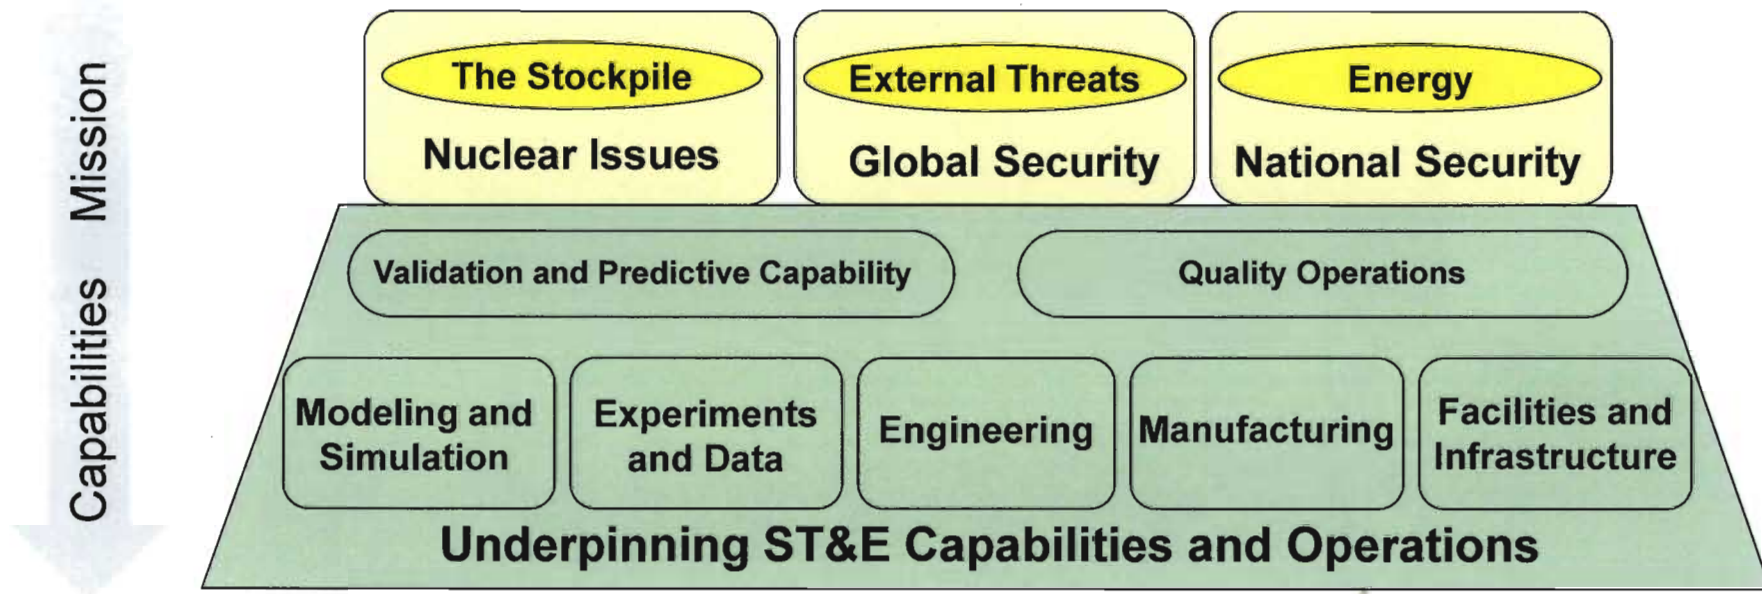 Mission
Capabilities
The Stockpile
Nuclear Issues
External Threats
Global Security
Energy
National Security
Validation and Predictive Capability
Quality Operations
Modeling and
Simulation
Experiments
and Data
Engineering
Manufacturing
Facilities and
Infrastructure
Underpinning ST&E Capabilities and Operations